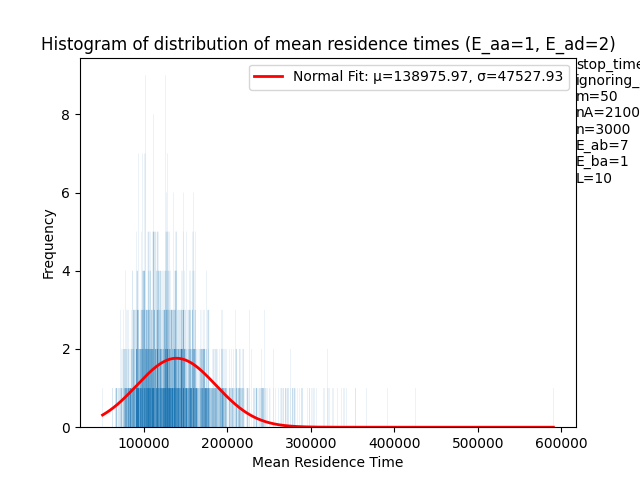 Histogram of distribution of mean residence times (E_aa=1, E_ad=2)
Normal Fit: μ=138975.97, σ=47527.93
stop_time
ignoring_
m=50
nA=2100
n=3000
E_ab=7
E_ba=1
L=10
Frequency
8
6
4
2
0
100000 200000 300000 400000 500000 600000
Mean Residence Time